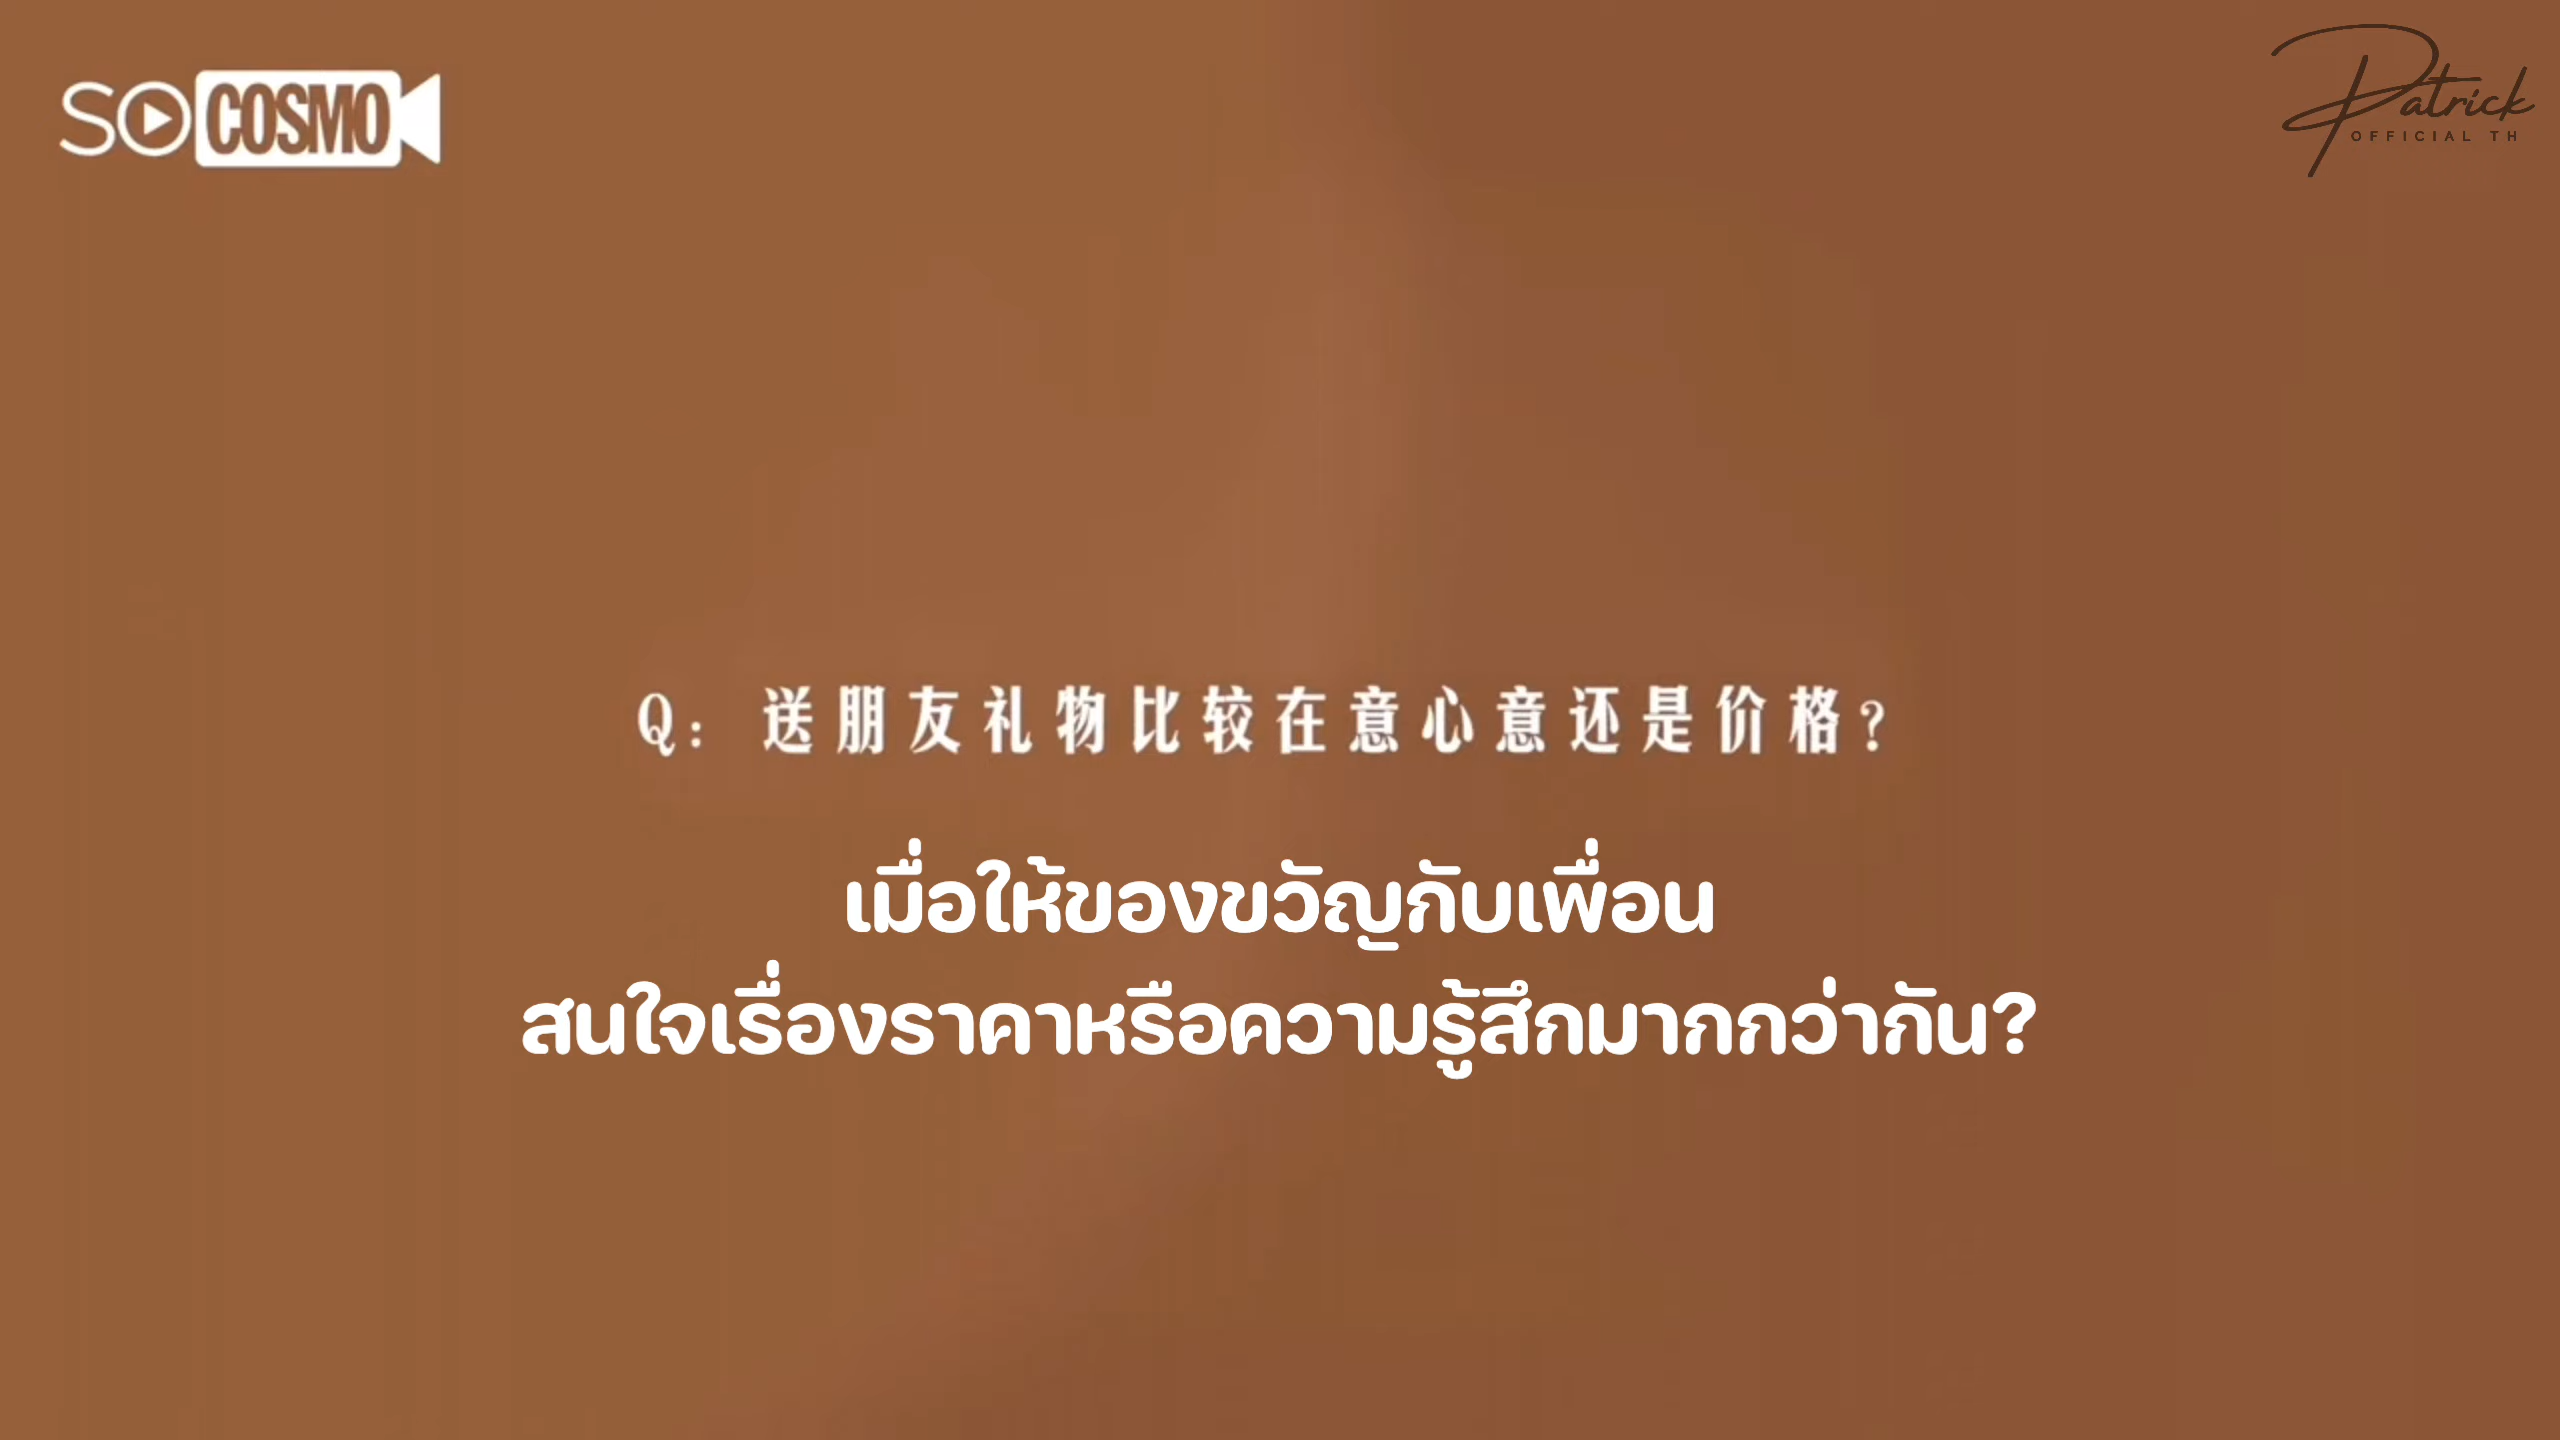 SO COSMO
Patrick
OFFICIAL TH
Q: 送朋友礼物比较在意心意还是价格?
เมื่อให้ของขวัญกับเพื่อน
สนใจเรื่องราคาหรือความรู้สึกมากกว่ากัน?